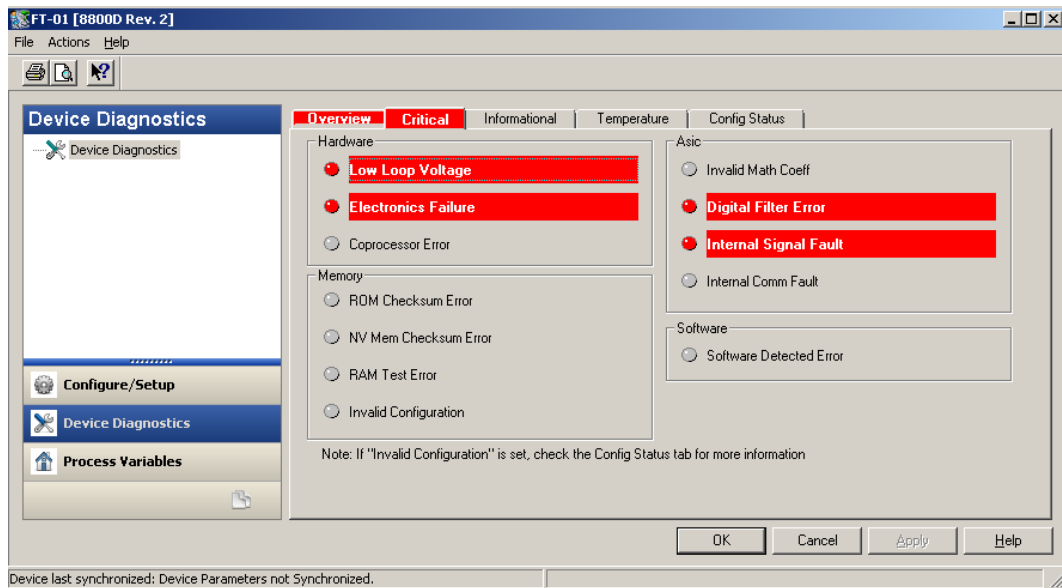 FT-01 [8800D Rev. 2]
File Actions Help
Device Diagnostics
Device Diagnostics
Configure/Setup
Device Diagnostics
Process Variables
Overview Critical Informational Temperature Config Status
Hardware
Low Loop Voltage
Electronics Failure
Coprocessor Error
Memory
ROM Checksum Error
NV Mem Checksum Error
RAM Test Error
Invalid Configuration
Asic
Invalid Math Coeff
Digital Filter Error
Internal Signal Fault
Internal Comm Fault
Software
Software Detected Error
Note: If "Invalid Configuration" is set, check the Config Status tab for more information
OK Cancel Apply Help
Device last synchronized: Device Parameters not Synchronized.